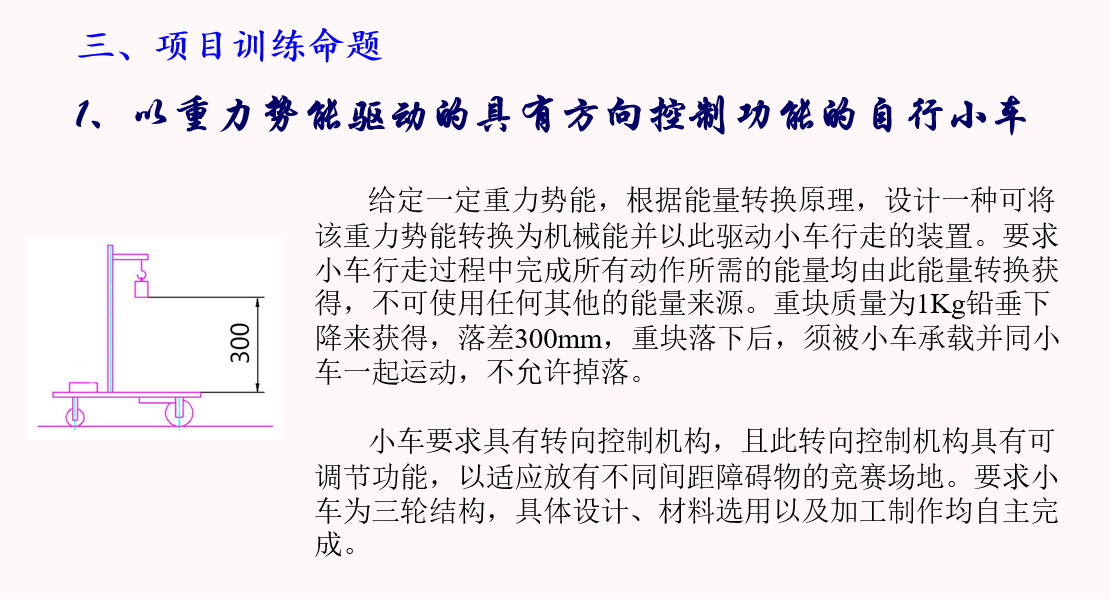 三、项目训练命题
1、以重力势能驱动的具有方向控制功能的自行小车
给定一定重力势能，根据能量转换原理，设计一种可将
该重力势能转换为机械能并以此驱动小车行走的装置。要求
小车行走过程中完成所有动作所需的能量均由此能量转换获
得，不可使用任何其他的能量来源。重块质量为1Kg铅垂下
降来获得，落差300mm，重块落下后，须被小车承载并同小
车一起运动，不允许掉落。
300
小车要求具有转向控制机构，且此转向控制机构具有可
调节功能，以适应放有不同间距障碍物的竞赛场地。要求小
车为三轮结构，具体设计、材料选用以及加工制作均自主完
成。